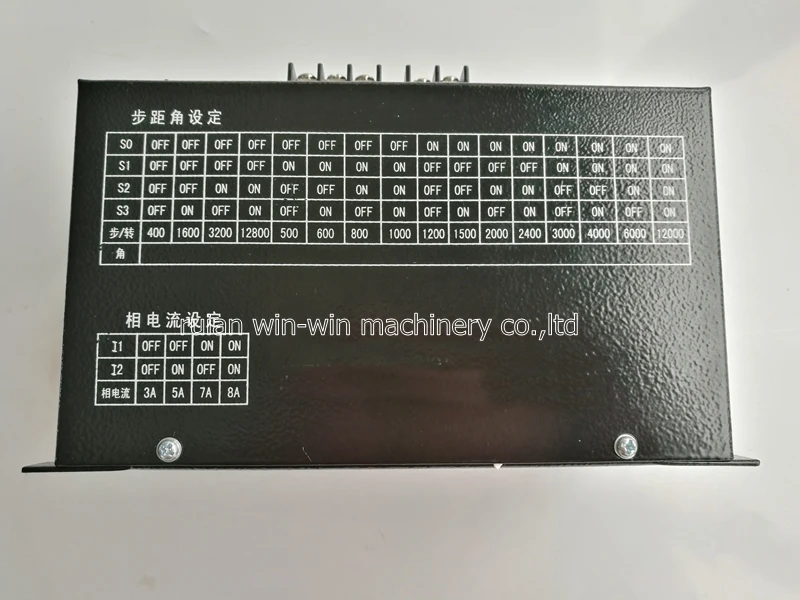 步距角设定
S0 OFF OFF OFF OFF OFF OFF OFF OFF ON ON ON ON ON ON ON ON
S1 OFF OFF OFF OFF ON ON ON ON OFF OFF OFF OFF ON ON ON ON
S2 OFF OFF ON ON OFF OFF ON ON OFF OFF ON ON OFF OFF ON ON
S3 OFF ON OFF ON OFF ON OFF ON OFF ON OFF ON OFF ON OFF ON
步/转 400 1600 3200 12800 500 600 800 1000 1200 1500 2000 2400 3000 4000 6000 12000
角
相电流设定
ruian win-win machinery co.,ltd
I1 OFF OFF ON ON
I2 OFF ON OFF ON
相电流 3A 5A 7A 8A